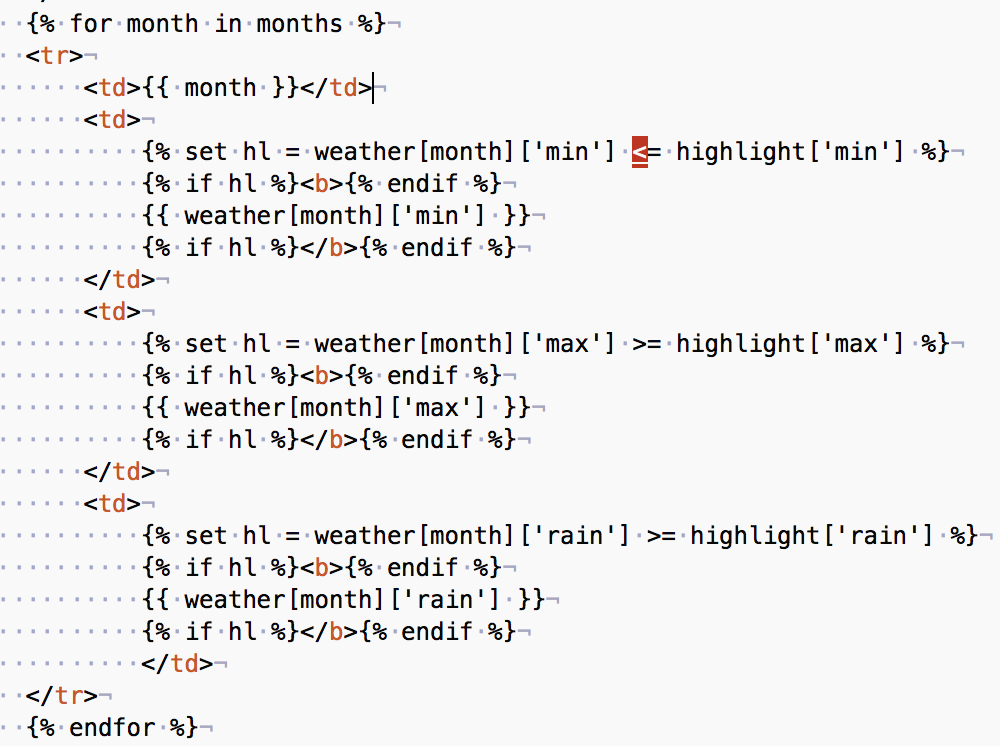 {% for month in months %}
<tr>
<td>{{ month }}</td>
<td>
{% set hl = weather[month]['min'] <= highlight['min'] %}
{% if hl %}<b>{% endif %}
{{ weather[month]['min'] }}
{% if hl %}</b>{% endif %}
</td>
<td>
{% set hl = weather[month]['max'] >= highlight['max'] %}
{% if hl %}<b>{% endif %}
{{ weather[month]['max'] }}
{% if hl %}</b>{% endif %}
</td>
<td>
{% set hl = weather[month]['rain'] >= highlight['rain'] %}
{% if hl %}<b>{% endif %}
{{ weather[month]['rain'] }}
{% if hl %}</b>{% endif %}
</td>
</tr>
{% endfor %}